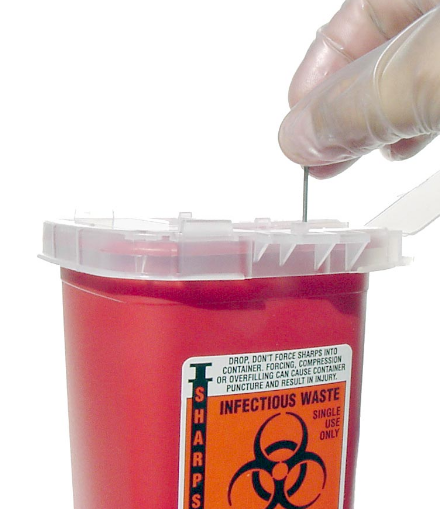 DROP, DON'T FORCE SHARPS INTO
CONTAINER. FORCING, COMPRESSION
OR OVERFILLING CAN CAUSE CONTAINER
PUNCTURE AND RESULT IN INJURY.
SHARPS
INFECTIOUS WASTE
SINGLE
USE
ONLY